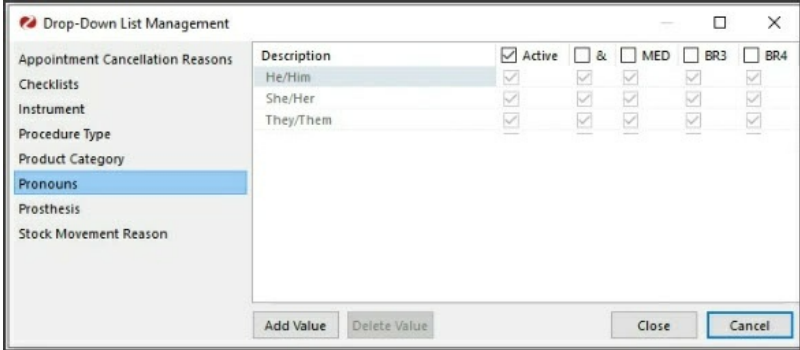 Drop-Down List Management
Appointment Cancellation Reasons
Checklists
Instrument
Procedure Type
Product Category
Pronouns
Prosthesis
Stock Movement Reason
Description Active & MED BR3 BR4
He/Him
She/Her
They/Them
Add Value Delete Value Close Cancel